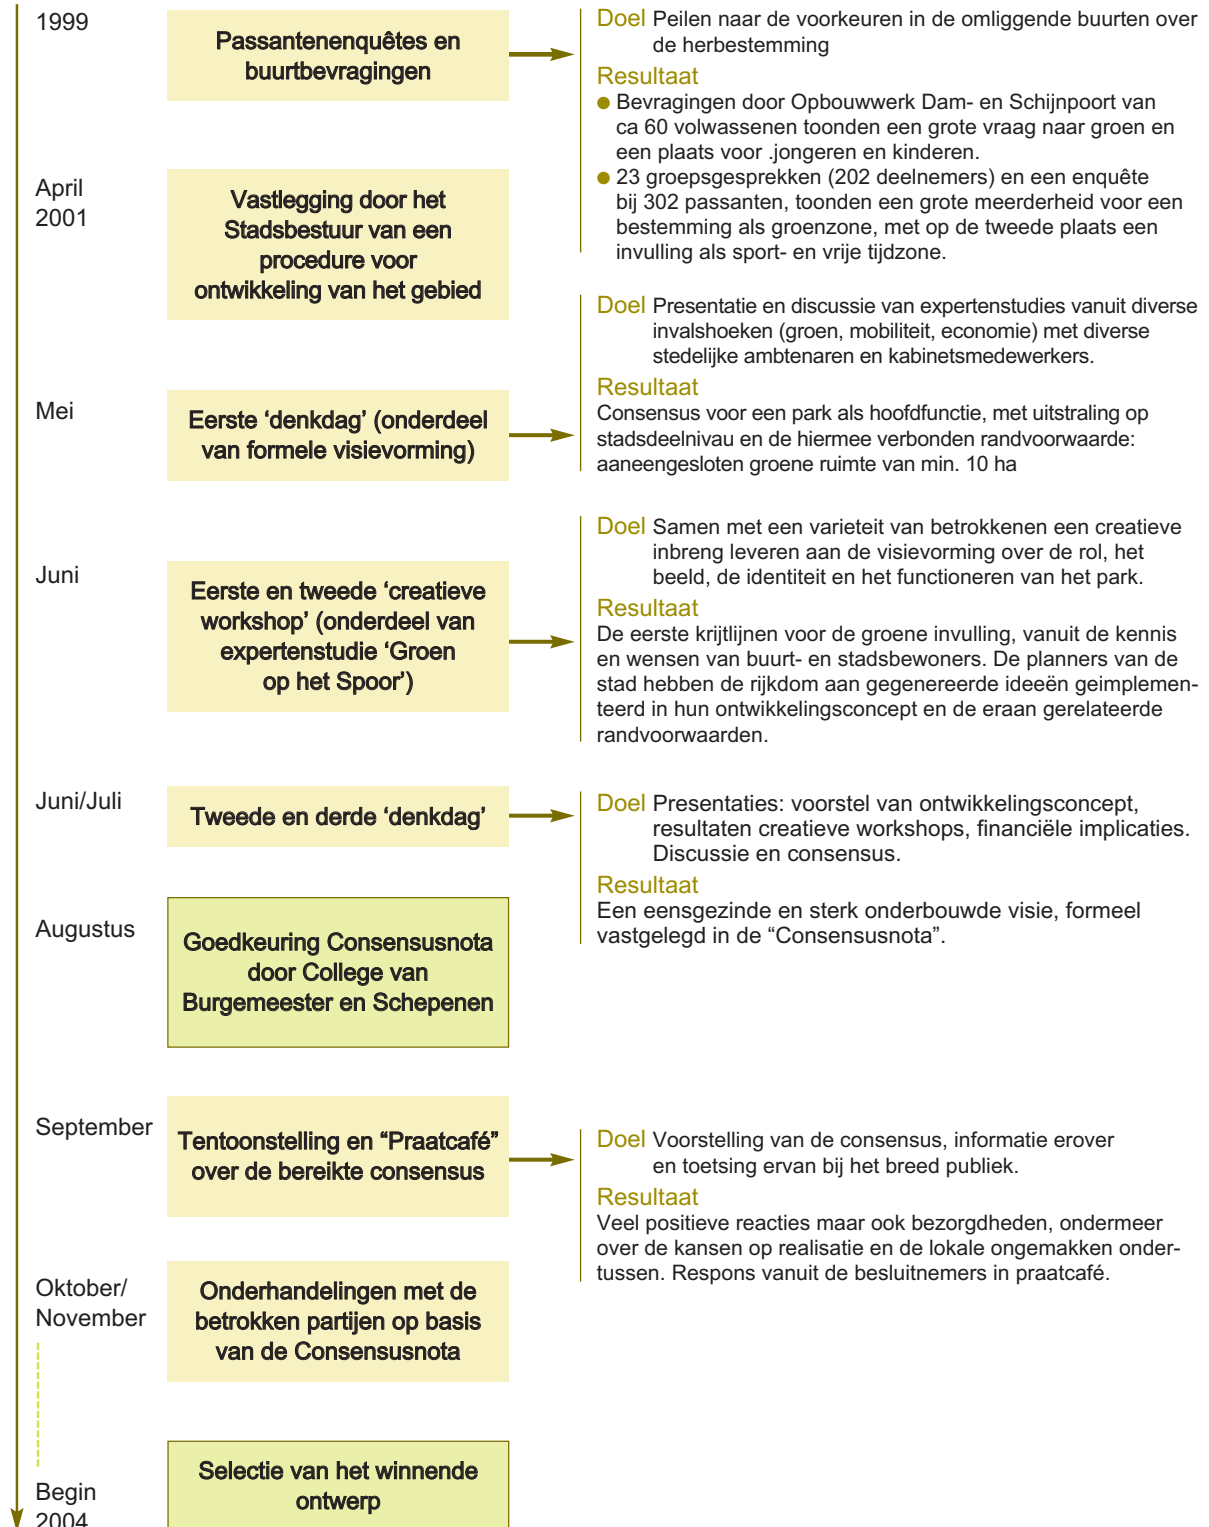 1999
Passantenenquêtes en
buurtbevragingen
Doel Peilen naar de voorkeuren in de omliggende buurten over
de herbestemming
Resultaat
● Bevragingen door Opbouwwerk Dam- en Schijnpoort van
ca 60 volwassenen toonden een grote vraag naar groen en
een plaats voor .jongeren en kinderen.
● 23 groepsgesprekken (202 deelnemers) en een enquête
bij 302 passanten, toonden een grote meerderheid voor een
bestemming als groenzone, met op de tweede plaats een
invulling als sport- en vrije tijdzone.
April
2001
Vastlegging door het
Stadsbestuur van een
procedure voor
ontwikkeling van het gebied
Mei
Eerste ‘denkdag’ (onderdeel
van formele visievorming)
Doel Presentatie en discussie van expertenstudies vanuit diverse
invalshoeken (groen, mobiliteit, economie) met diverse
stedelijke ambtenaren en kabinetsmedewerkers.
Resultaat
Consensus voor een park als hoofdfunctie, met uitstraling op
stadsdeelnivau en de hiermee verbonden randvoorwaarde:
aaneengesloten groene ruimte van min. 10 ha
Juni
Eerste en tweede ‘creatieve
workshop’ (onderdeel van
expertenstudie ‘Groen
op het Spoor’)
Doel Samen met een varieteit van betrokkenen een creatieve
inbreng leveren aan de visievorming over de rol, het
beeld, de identiteit en het functioneren van het park.
Resultaat
De eerste krijtlijnen voor de groene invulling, vanuit de kennis
en wensen van buurt- en stadsbewoners. De planners van de
stad hebben de rijkdom aan gegenereerde ideeën geimplemen-
teerd in hun ontwikkelingsconcept en de eraan gerelateerde
randvoorwaarden.
Juni/Juli
Tweede en derde ‘denkdag’
Doel Presentaties: voorstel van ontwikkelingsconcept,
resultaten creatieve workshops, financiële implicaties.
Discussie en consensus.
Resultaat
Een eensgezinde en sterk onderbouwde visie, formeel
vastgelegd in de “Consensusnota”.
Augustus
Goedkeuring Consensusnota
door College van
Burgemeester en Schepenen
September
Tentoonstelling en “Praatcafé”
over de bereikte consensus
Doel Voorstelling van de consensus, informatie erover
en toetsing ervan bij het breed publiek.
Resultaat
Veel positieve reacties maar ook bezorgdheden, ondermeer
over de kansen op realisatie en de lokale ongemakken onder-
tussen. Respons vanuit de besluitnemers in praatcafé.
Oktober/
November
Onderhandelingen met de
betrokken partijen op basis
van de Consensusnota
Begin
2004
Selectie van het winnende
ontwerp